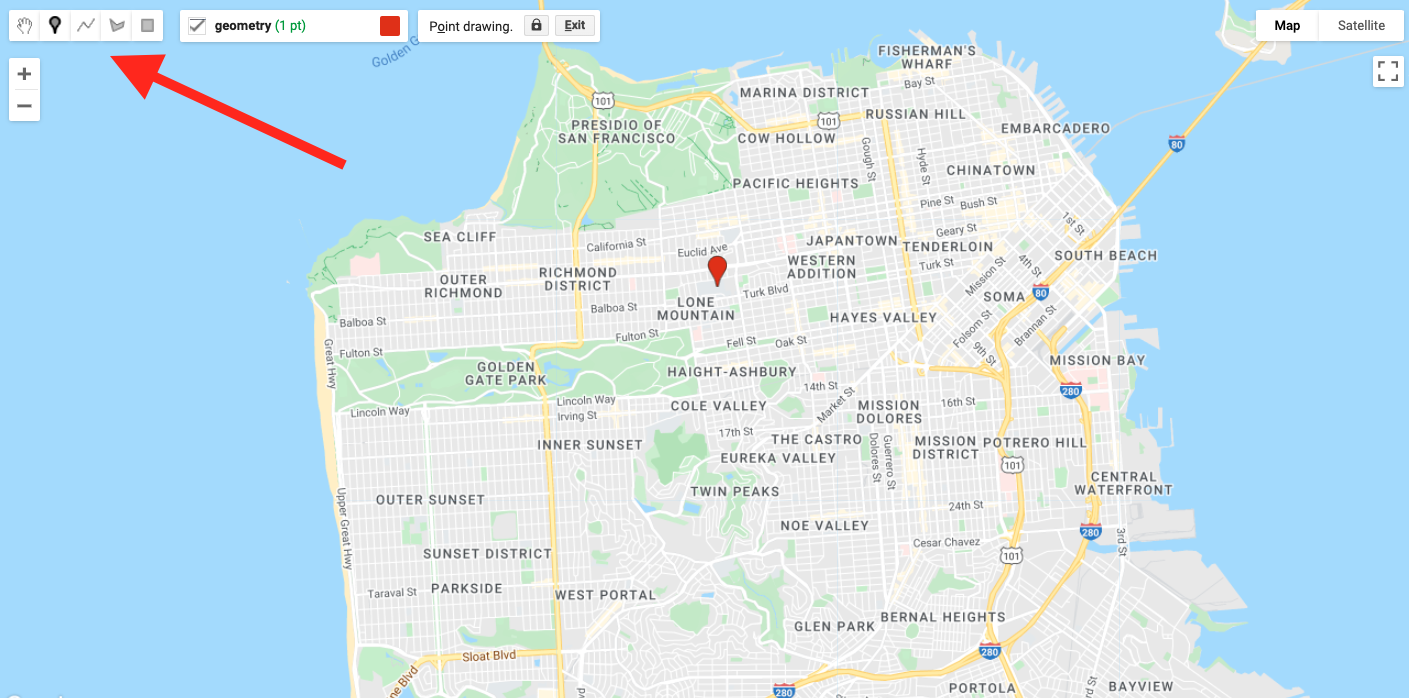 geometry (1 pt)
Point drawing.
Exit
Map
Satellite
Golden G
FISHERMAN'S
WHARF
Bay St
MARINA DISTRICT
101
101
RUSSIAN HILL
PRESIDIO OF
SAN FRANCISCO
COW HOLLOW
EMBARCADERO
80
Gough St
Hyde St
CHINATOWN
PACIFIC HEIGHTS
Pine St
Bush St
1st St
SEA CLIFF
California St
Euclid Ave
JAPANTOWN
Geary St
TENDERLOIN
Turk St
Mission St
4th St
SOUTH BEACH
WESTERN
ADDITION
OUTER
RICHMOND
RICHMOND
DISTRICT
Turk Blvd
SOMA
80
LONE
MOUNTAIN
Balboa St
Balboa St
HAYES VALLEY
Folsom St
Brannan St
Fulton St
Fulton St
Fell St
Oak St
9th St
Great Hwy
MISSION BAY
GOLDEN
GATE PARK
HAIGHT-ASHBURY
14th St
Market St
280
Lincoln Way
Lincoln Way
Irving St
COLE VALLEY
MISSION
DOLORES
16th St
17th St
THE CASTRO
INNER SUNSET
EUREKA VALLEY
Dolores St
Guerrero St
MISSION
DISTRICT
POTRERO HILL
101
CENTRAL
WATERFRONT
TWIN PEAKS
OUTER SUNSET
Upper Great Hwy
24th St
NOE VALLEY
280
3rd St
Cesar Chavez
101
SUNSET DISTRICT
PARKSIDE
Taraval St
WEST PORTAL
BERNAL HEIGHTS
GLEN PARK
280
Sloat Blvd
ne Blvd
280
PORTOLA
BAYVIEW